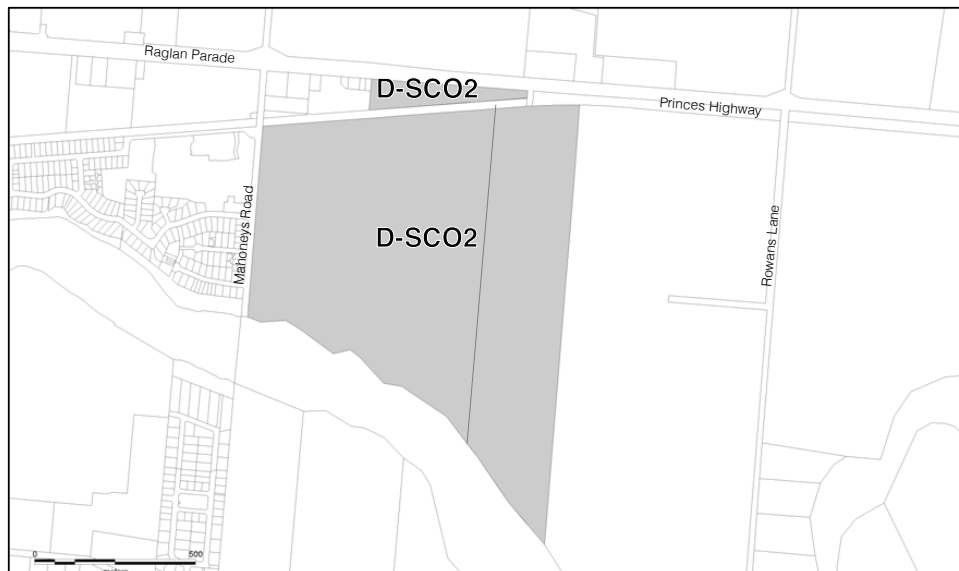 Raglan Parade
D-SCO2
Princes Highway
D-SCO2
Mahoneys Road
Rowans Lane
0
500